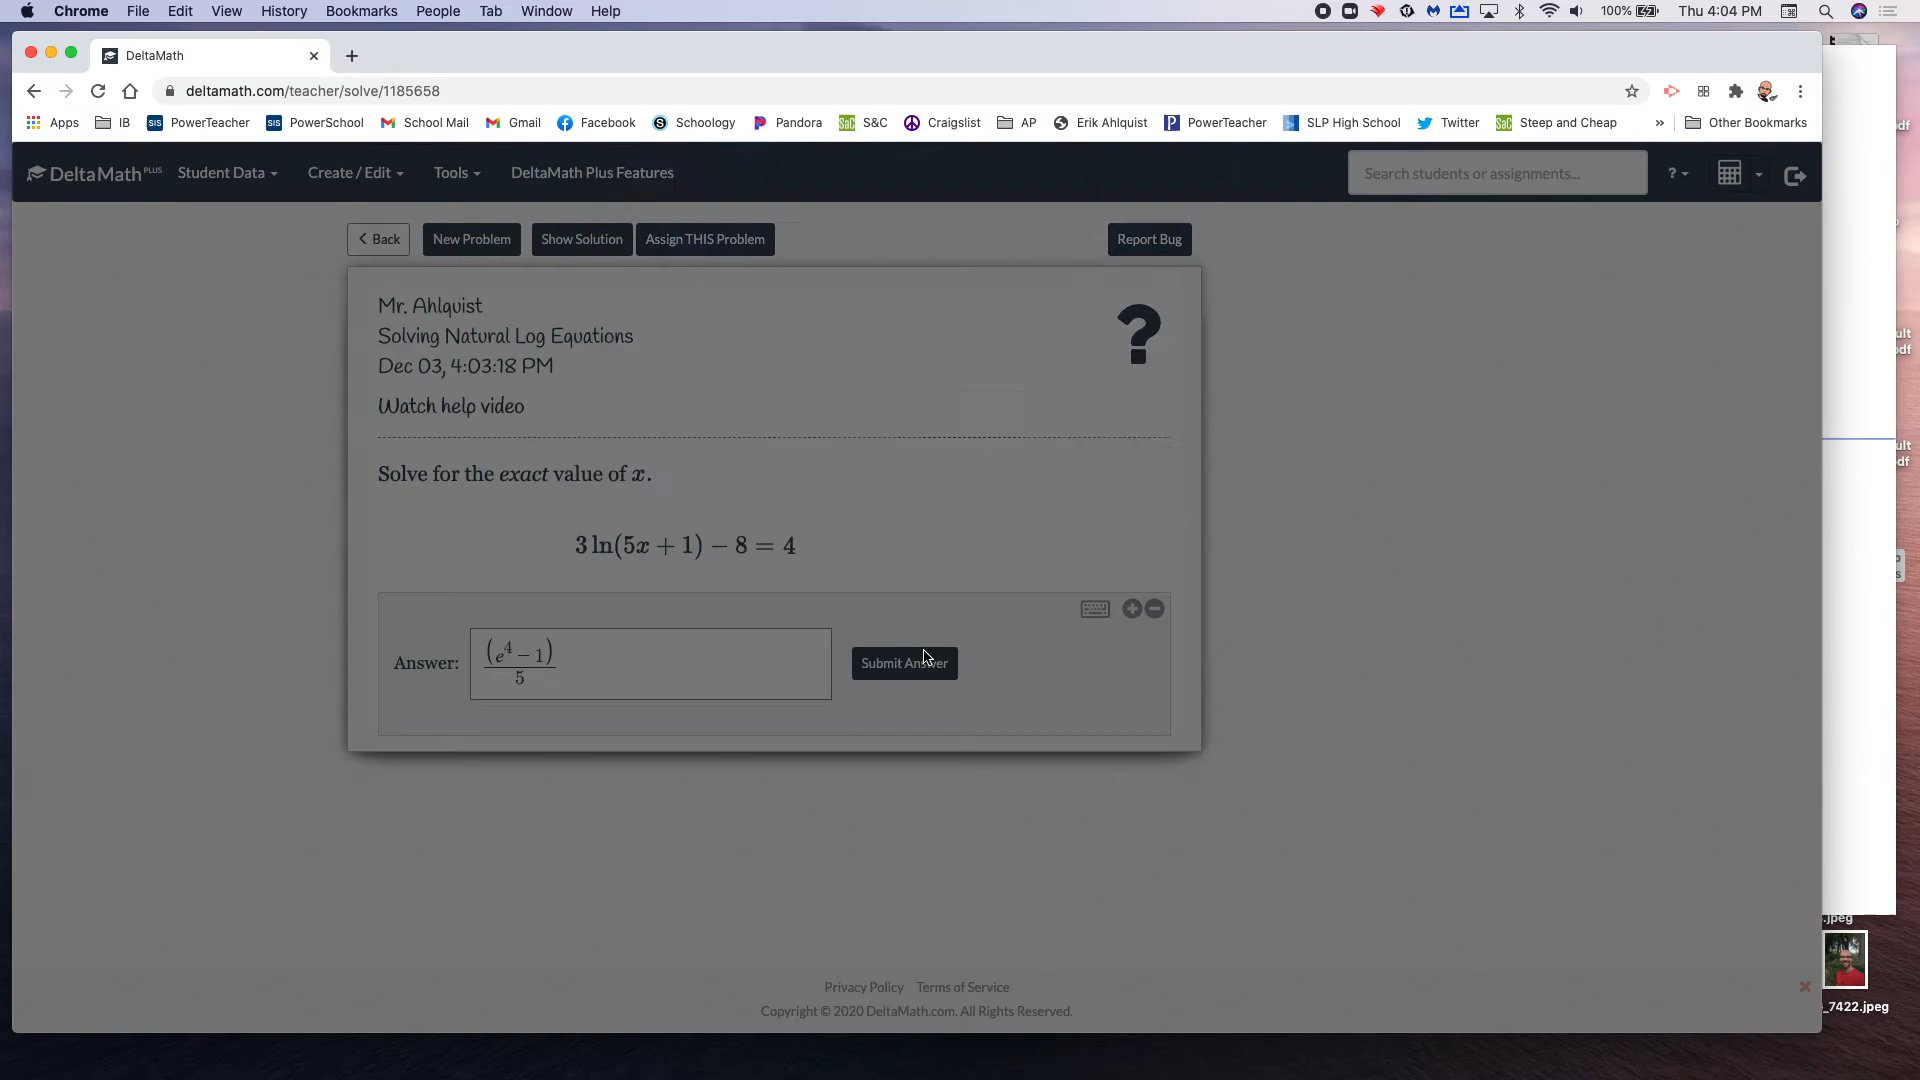 Chrome File Edit View History Bookmarks People Tab Window Help 100% Thu 4:04 PM
DeltaMath
deltamath.com/teacher/solve/1185658
Apps IB PowerTeacher PowerSchool School Mail Gmail Facebook Schoology Pandora S&C Craigslist AP Erik Ahlquist PowerTeacher SLP High School Twitter Steep and Cheap » Other Bookmarks
DeltaMath PLUS Student Data Create / Edit Tools DeltaMath Plus Features Search students or assignments... ?
Back New Problem Show Solution Assign THIS Problem Report Bug
Mr. Ahlquist
Solving Natural Log Equations
Dec 03, 4:03:18 PM
?
Watch help video
Solve for the exact value of x.
3 ln(5x + 1) − 8 = 4
Answer: (e^4 − 1)/5 Submit Answer
Privacy Policy Terms of Service
Copyright © 2020 DeltaMath.com. All Rights Reserved.
.jpeg
_7422.jpeg